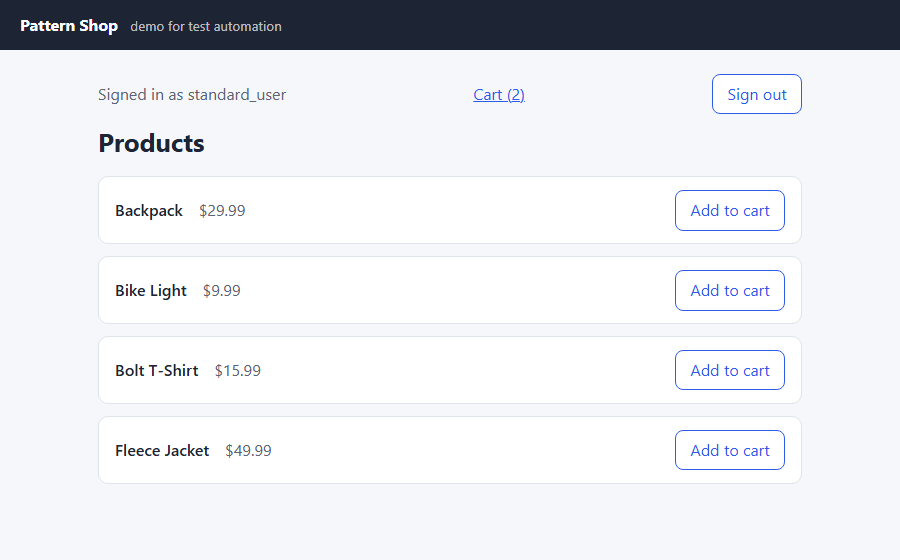 Pattern Shop demo for test automation
Signed in as standard_user Cart (2) Sign out
Products
Backpack $29.99 Add to cart
Bike Light $9.99 Add to cart
Bolt T-Shirt $15.99 Add to cart
Fleece Jacket $49.99 Add to cart